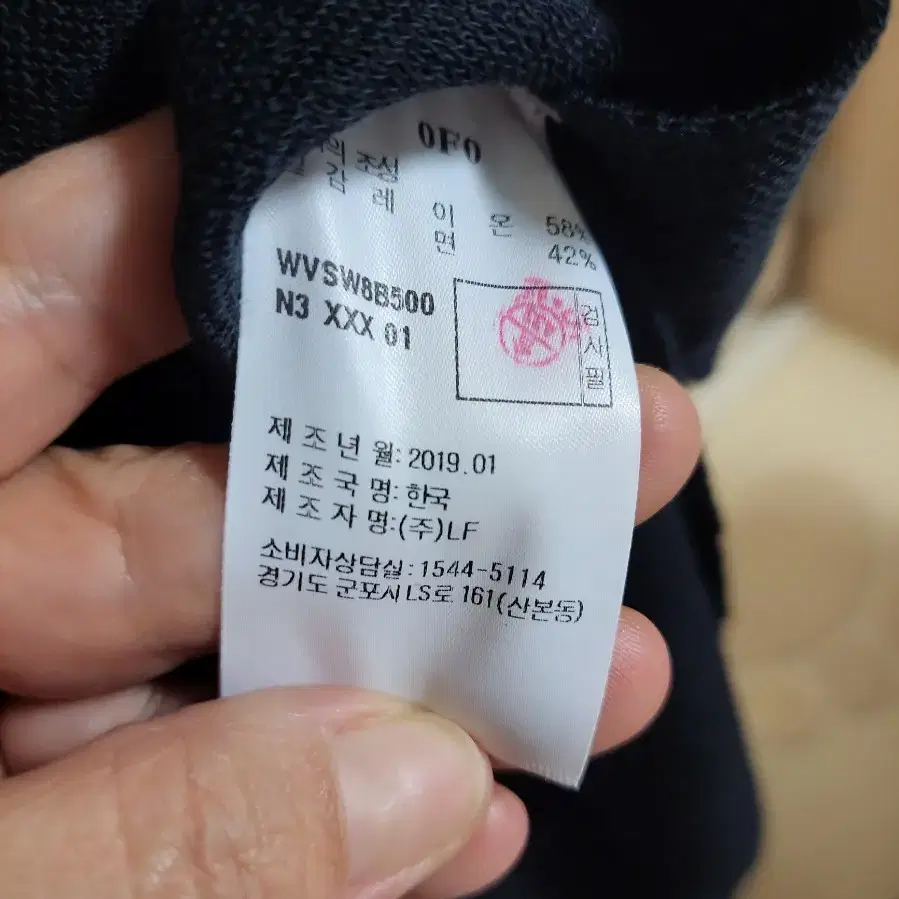 0F0
의 조성
감
레 이 온 58%
면 42%
WVSW8B500
N3 XXX 01
검사필
제 조 년 월: 2019.01
제 조 국 명: 한국
제 조 자 명:(주)LF
소비자상담실:1544-5114
경기도 군포시 LS로 161(산본동)